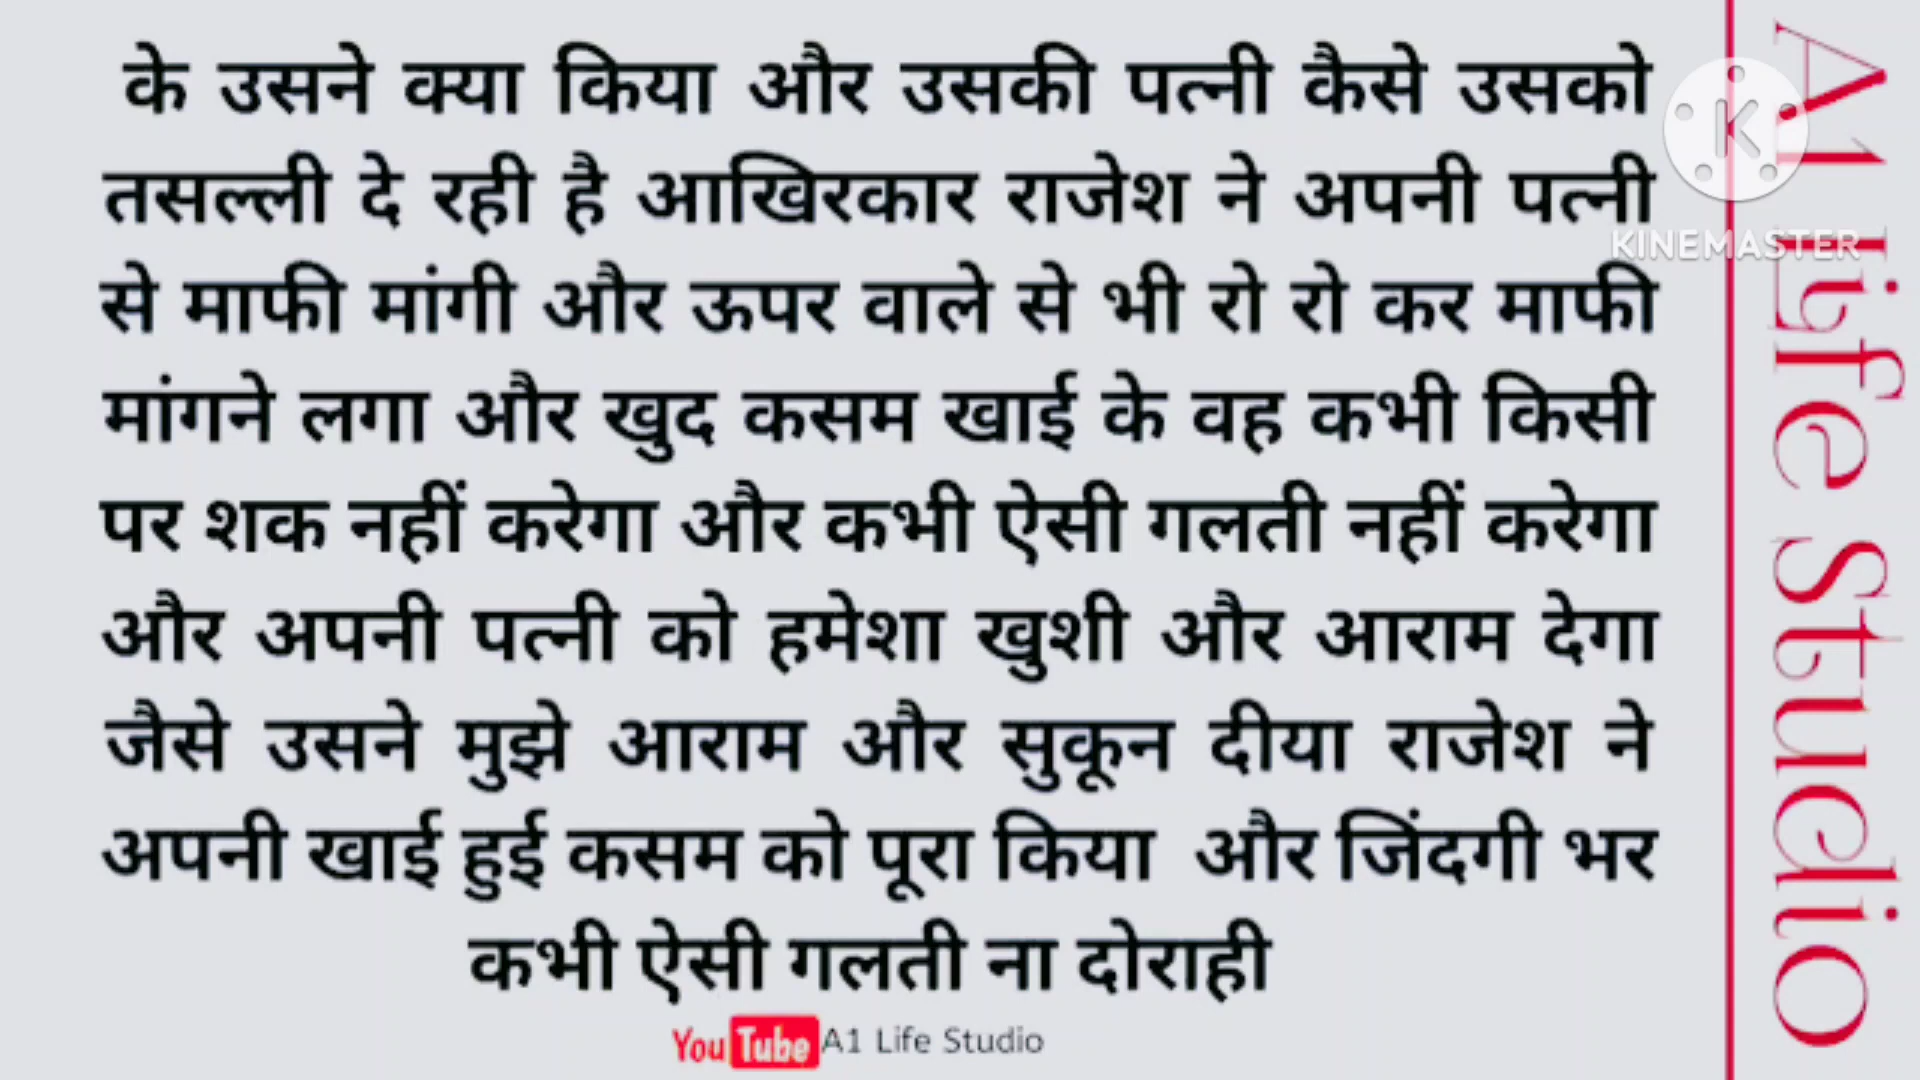 के उसने क्या किया और उसकी पत्नी कैसे उसको
तसल्ली दे रही है आखिरकार राजेश ने अपनी पत्नी
से माफी मांगी और ऊपर वाले से भी रो रो कर माफी
मांगने लगा और खुद कसम खाई के वह कभी किसी
पर शक नहीं करेगा और कभी ऐसी गलती नहीं करेगा
और अपनी पत्नी को हमेशा खुशी और आराम देगा
जैसे उसने मुझे आराम और सुकून दीया राजेश ने
अपनी खाई हुई कसम को पूरा किया और जिंदगी भर
कभी ऐसी गलती ना दोराही
YouTube A1 Life Studio
A1 Life Studio
K
KINEMASTER